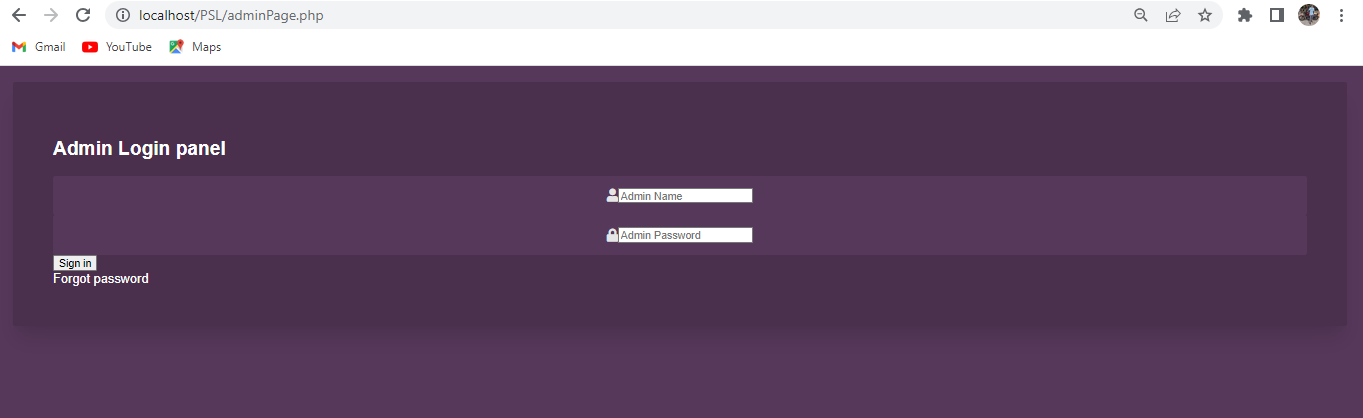 localhost/PSL/adminPage.php
Gmail YouTube Maps
Admin Login panel
Admin Name
Admin Password
Sign in
Forgot password